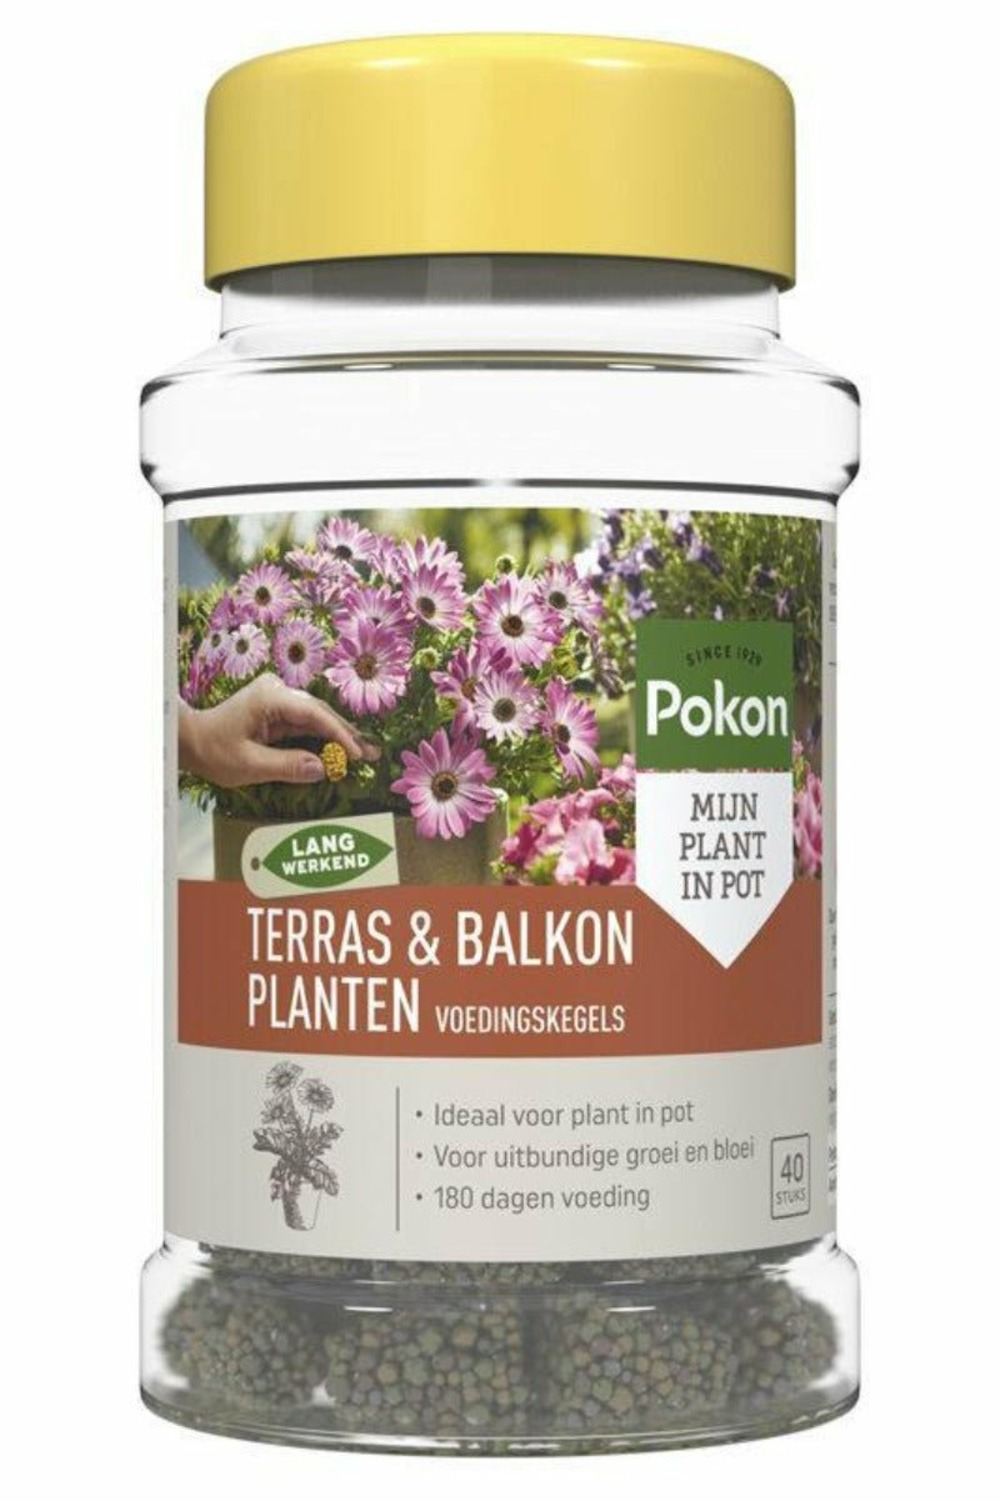 SINCE 1929
Pokon
MIJN
PLANT
IN POT
LANG
WERKEND
TERRAS & BALKON
PLANTEN VOEDINGSKEGELS
• Ideaal voor plant in pot
• Voor uitbundige groei en bloei
• 180 dagen voeding
40
STUKS